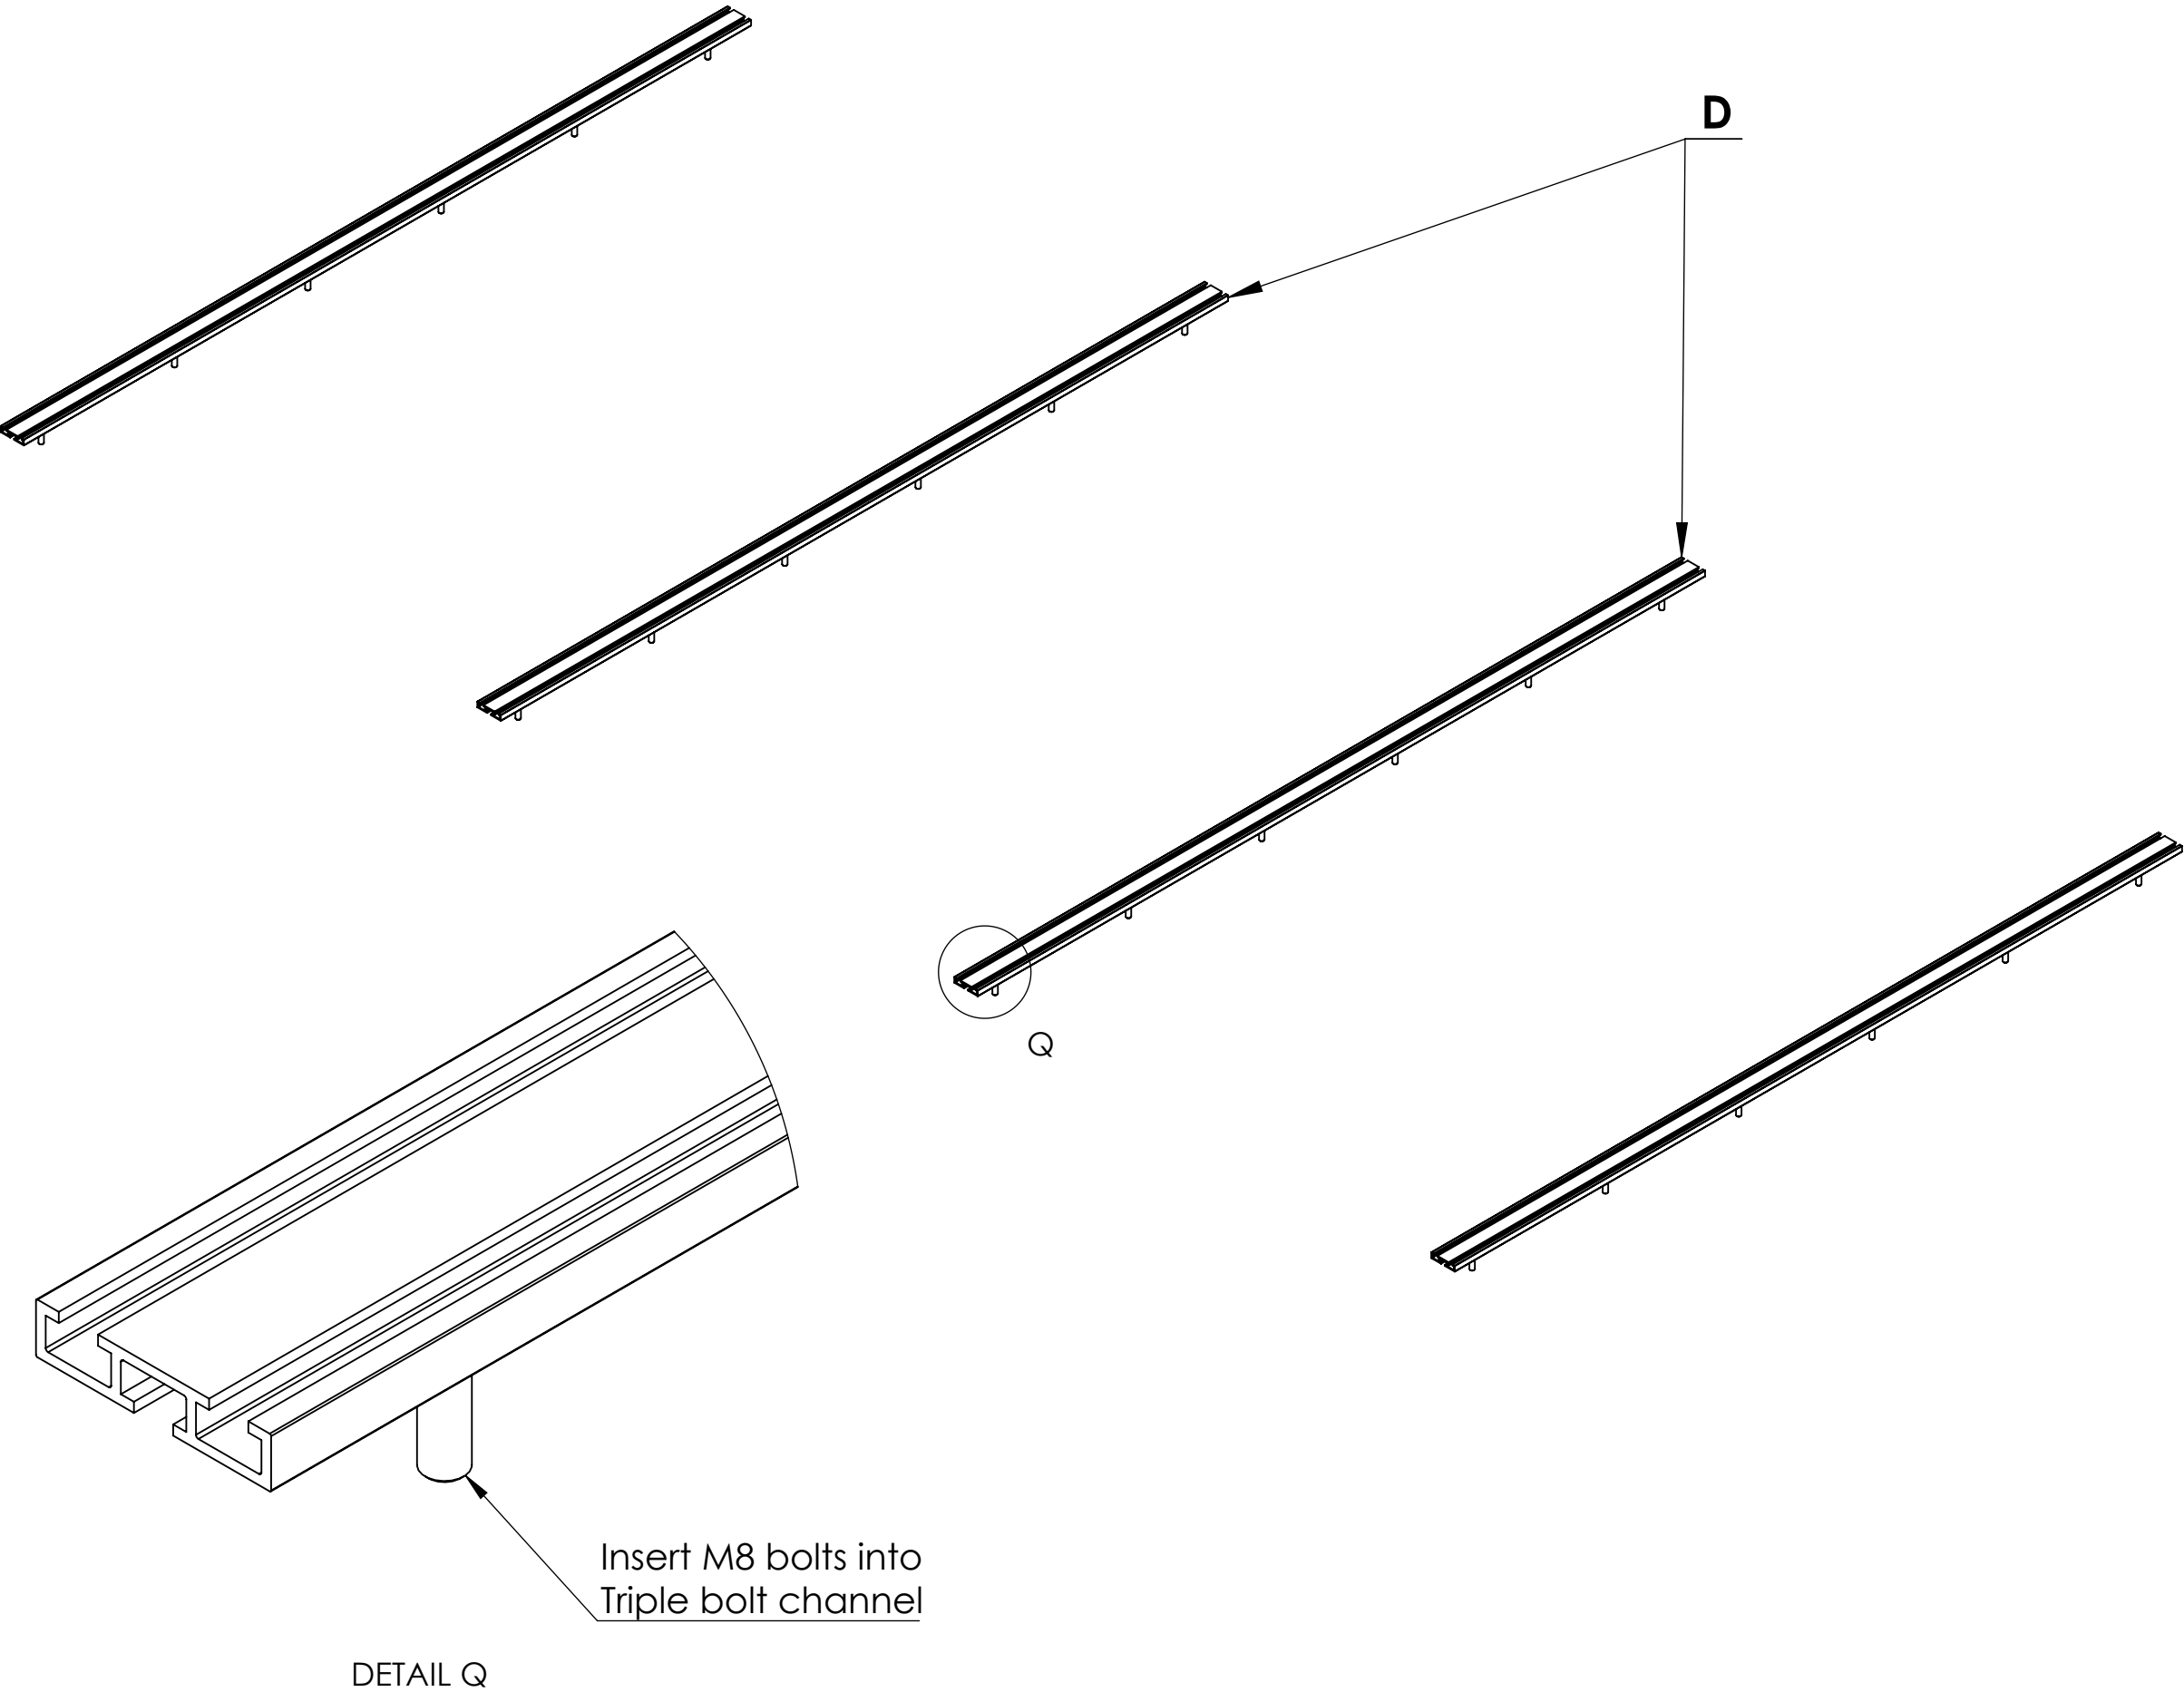 D
Q
Insert M8 bolts into
Triple bolt channel
DETAIL Q